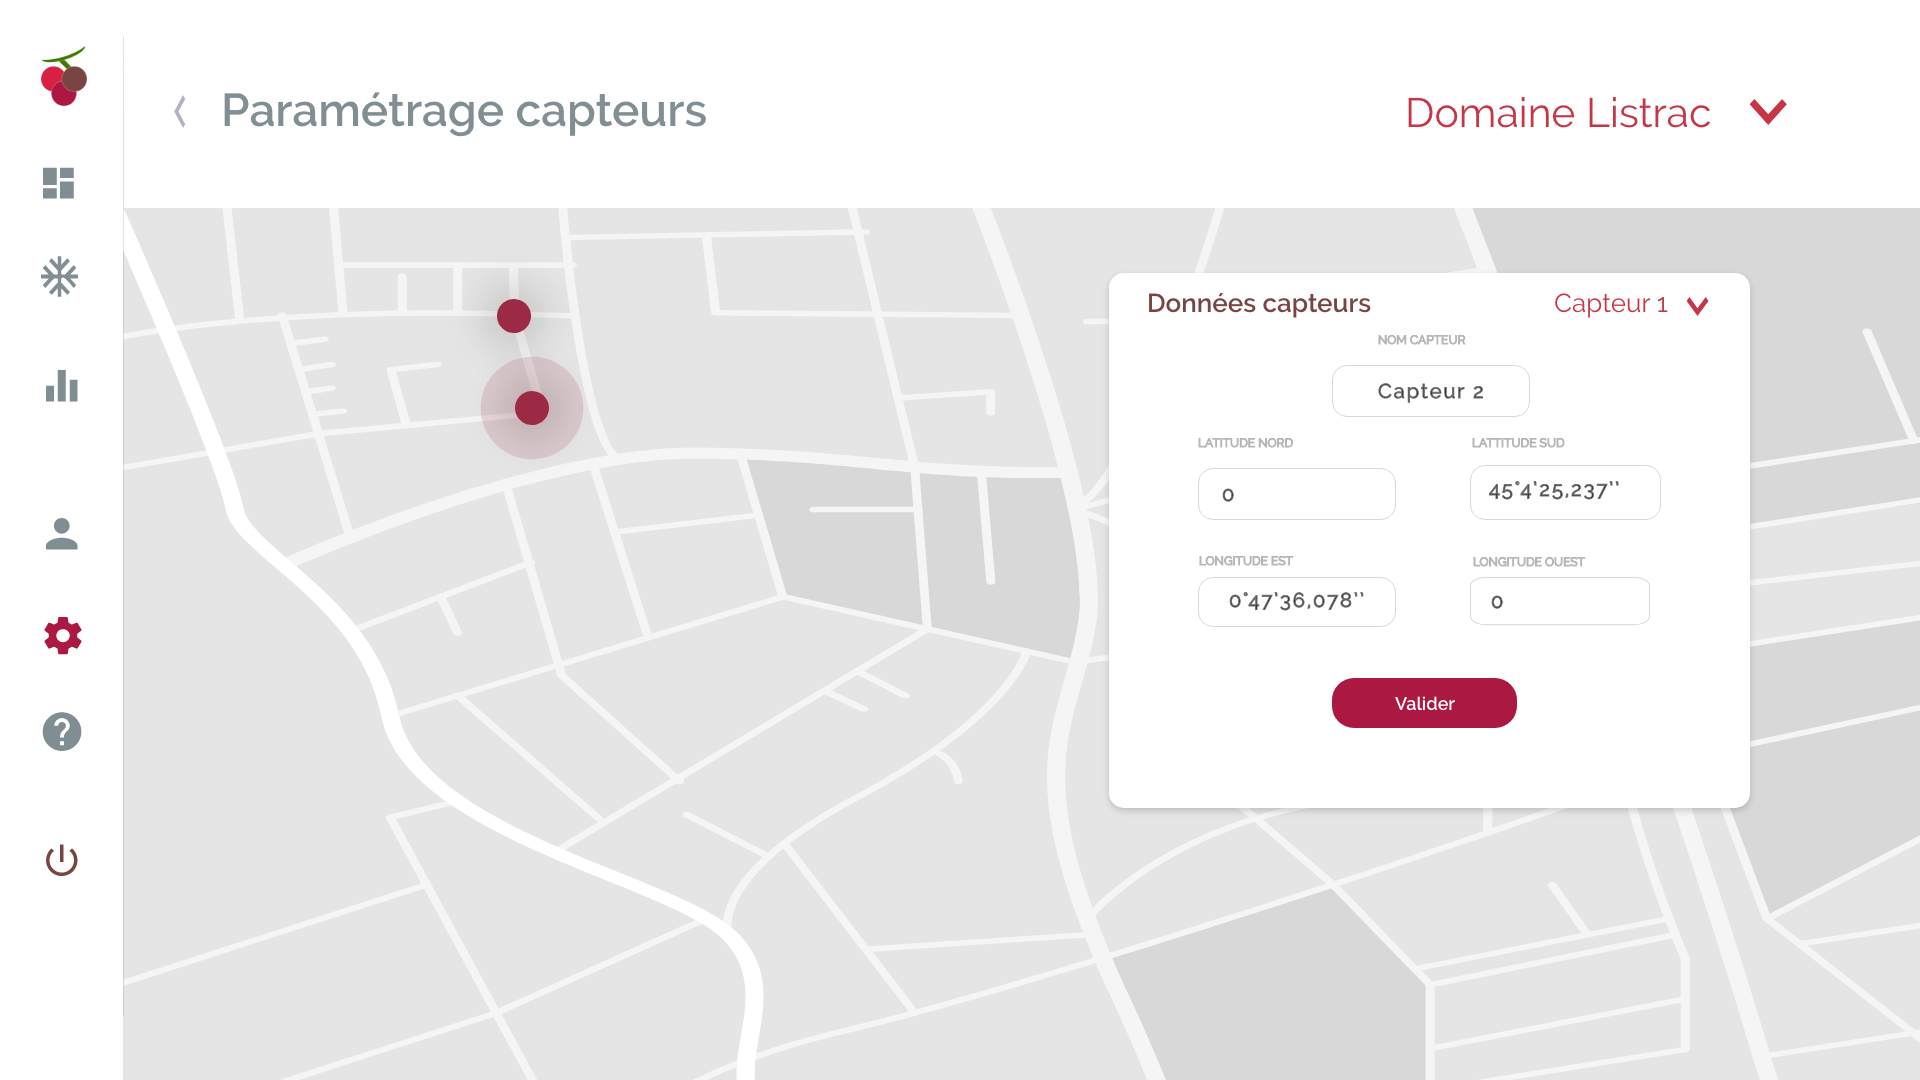 Paramétrage capteurs
Domaine Listrac
Données capteurs
Capteur 1
NOM CAPTEUR
Capteur 2
LATITUDE NORD
LATTITUDE SUD
0
45°4'25,237''
LONGITUDE EST
LONGITUDE OUEST
0°47'36,078''
0
Valider
?